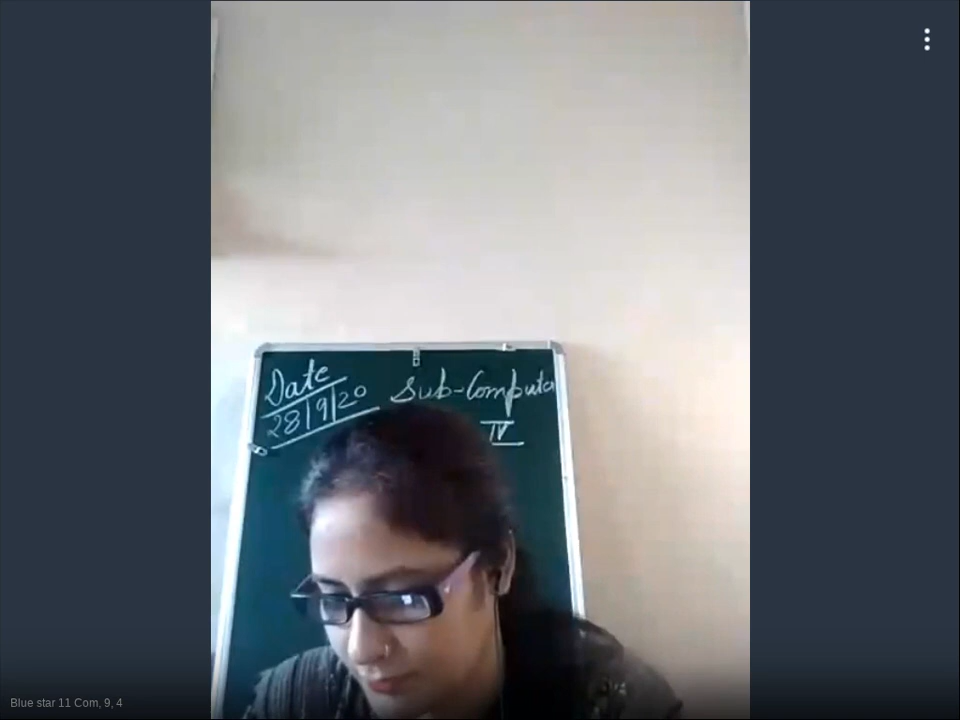 Date
28/9/20
Sub-Computer
IV
Blue star 11 Com, 9, 4